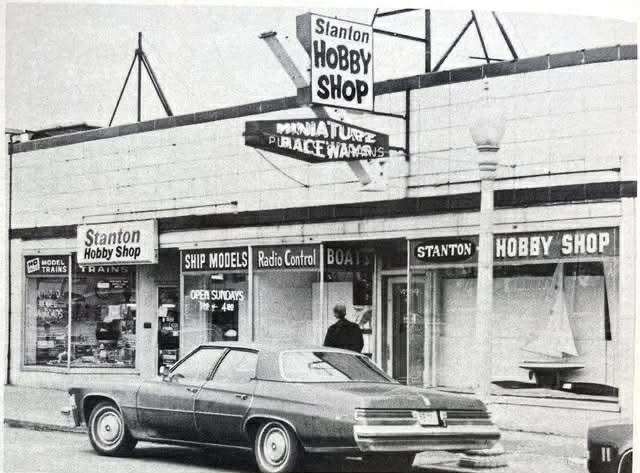 Stanton
HOBBY
SHOP
MINIATURE
RACEWAYS
Stanton
Hobby Shop
HO MODEL
TRAINS
TRAINS
SHIP MODELS
Radio Control
BOATS
STANTON
HOBBY SHOP
OPEN SUNDAYS